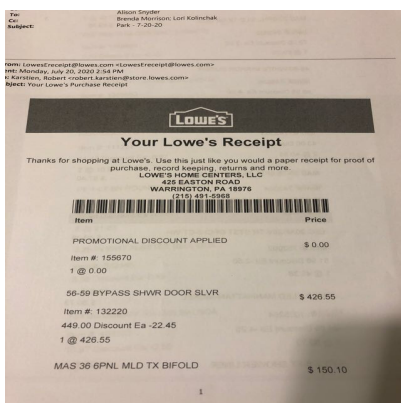 To: Alison Snyder
Cc: Brenda Morrison; Lori Kolinchak
Subject: Park - 7-20-20
rom: LowesEreceipt@lowes.com <LowesEreceipt@lowes.com>
ent: Monday, July 20, 2020 2:54 PM
: Karstien, Robert <robert.karstien@store.lowes.com>
bject: Your Lowe's Purchase Receipt
LOWE'S
Your Lowe's Receipt
Thanks for shopping at Lowe's. Use this just like you would a paper receipt for proof of
purchase, record keeping, returns and more.
LOWE'S HOME CENTERS, LLC
425 EASTON ROAD
WARRINGTON, PA 18976
(215) 491-5968
Item Price
PROMOTIONAL DISCOUNT APPLIED $ 0.00
Item #: 155670
1 @ 0.00
56-59 BYPASS SHWR DOOR SLVR $ 426.55
Item #: 132220
449.00 Discount Ea -22.45
1 @ 426.55
MAS 36 6PNL MLD TX BIFOLD $ 150.10
1